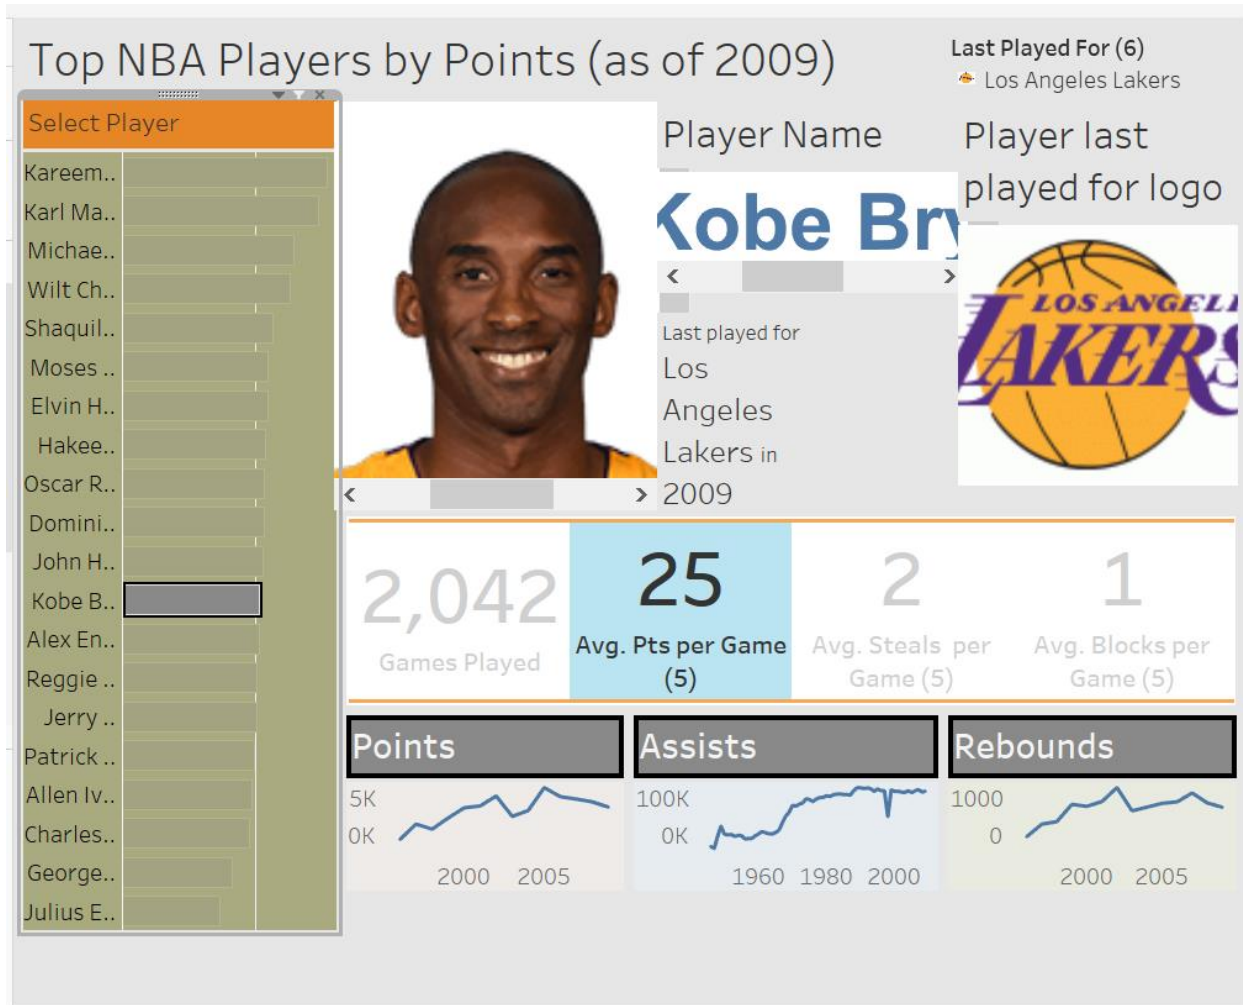 Top NBA Players by Points (as of 2009)
Last Played For (6)
Los Angeles Lakers
Select Player
Kareem..
Karl Ma..
Michae..
Wilt Ch..
Shaquil..
Moses ..
Elvin H..
Hakee..
Oscar R..
Domini..
John H..
Kobe B..
Alex En..
Reggie ..
Jerry ..
Patrick ..
Allen Iv..
Charles..
George..
Julius E..
Player Name
Kobe Bry
Last played for
Los
Angeles
Lakers in
2009
Player last
played for logo
LOS ANGELE
LAKERS
2,042
Games Played
25
Avg. Pts per Game
(5)
2
Avg. Steals per
Game (5)
1
Avg. Blocks per
Game (5)
Points
5K
0K
2000 2005
Assists
100K
0K
1960 1980 2000
Rebounds
1000
0
2000 2005